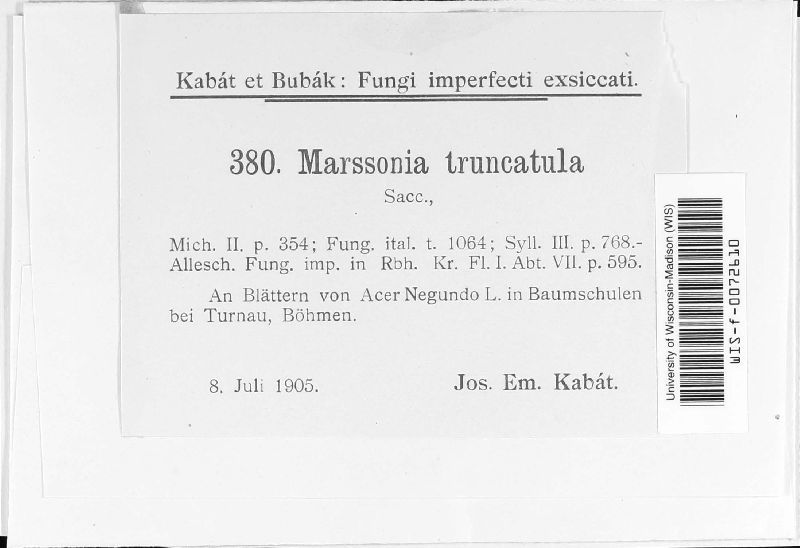 Kabát et Bubák: Fungi imperfecti exsiccati.
380. Marssonia truncatula
Sacc.,
Mich. II. p. 354; Fung. ital. t. 1064; Syll. III. p. 768.-
Allesch. Fung. imp. in Rbh. Kr. Fl. I. Abt. VII. p. 595.
An Blättern von Acer Negundo L. in Baumschulen
bei Turnau, Böhmen.
8. Juli 1905.
Jos. Em. Kabát.
University of Wisconsin-Madison (WIS)
WIS-f-0072610